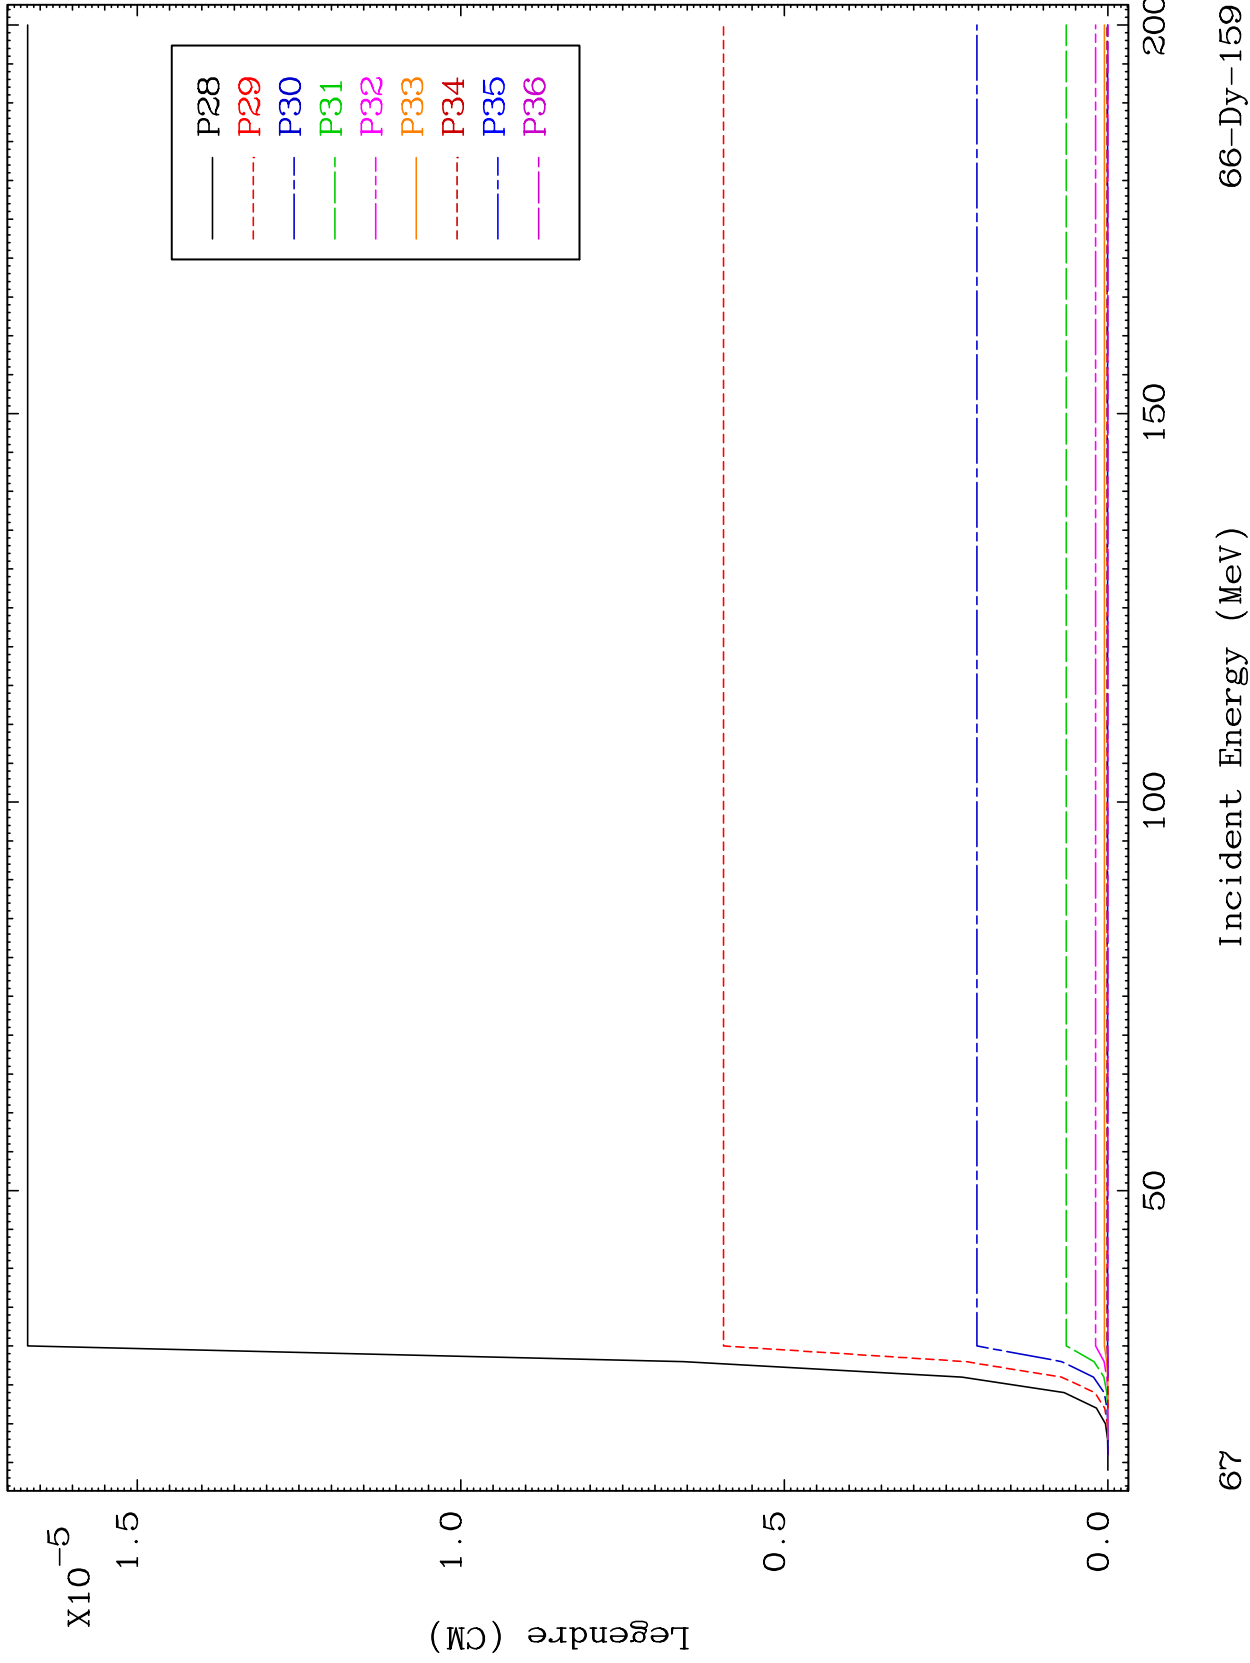 X10-5
1.5
1.0
0.5
0.0
Legendre (CM)
P28
P29
P30
P31
P32
P33
P34
P35
P36
50
100
150
200
Incident Energy (MeV)
67
66-Dy-159